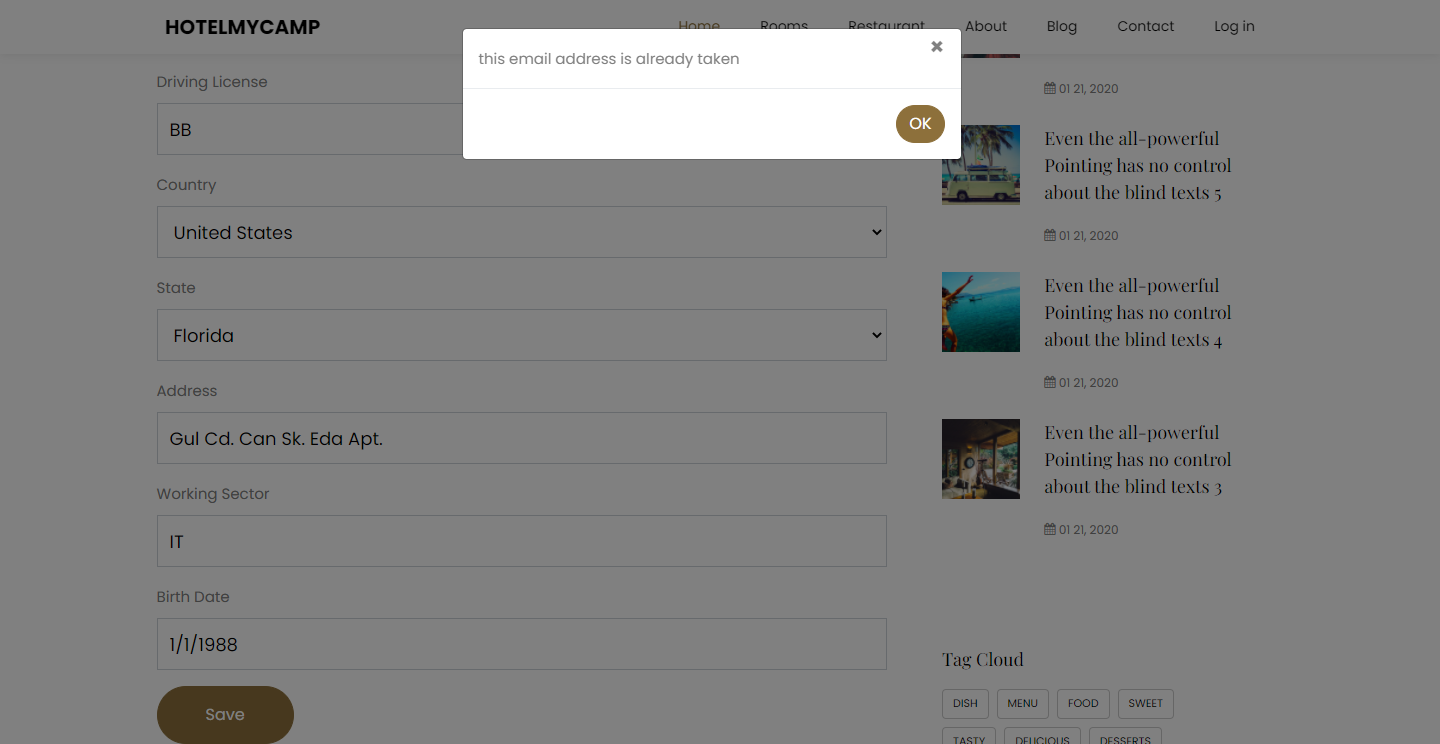 HOTELMYCAMP
Home Rooms Restaurant About Blog Contact Log in
this email address is already taken
✖
OK
Driving License
BB
Country
United States
State
Florida
Address
Gul Cd. Can Sk. Eda Apt.
Working Sector
IT
Birth Date
1/1/1988
Save
01 21, 2020
Even the all-powerful
Pointing has no control
about the blind texts 5
01 21, 2020
Even the all-powerful
Pointing has no control
about the blind texts 4
01 21, 2020
Even the all-powerful
Pointing has no control
about the blind texts 3
01 21, 2020
Tag Cloud
DISH MENU FOOD SWEET
TASTY DELICIOUS DESSERTS